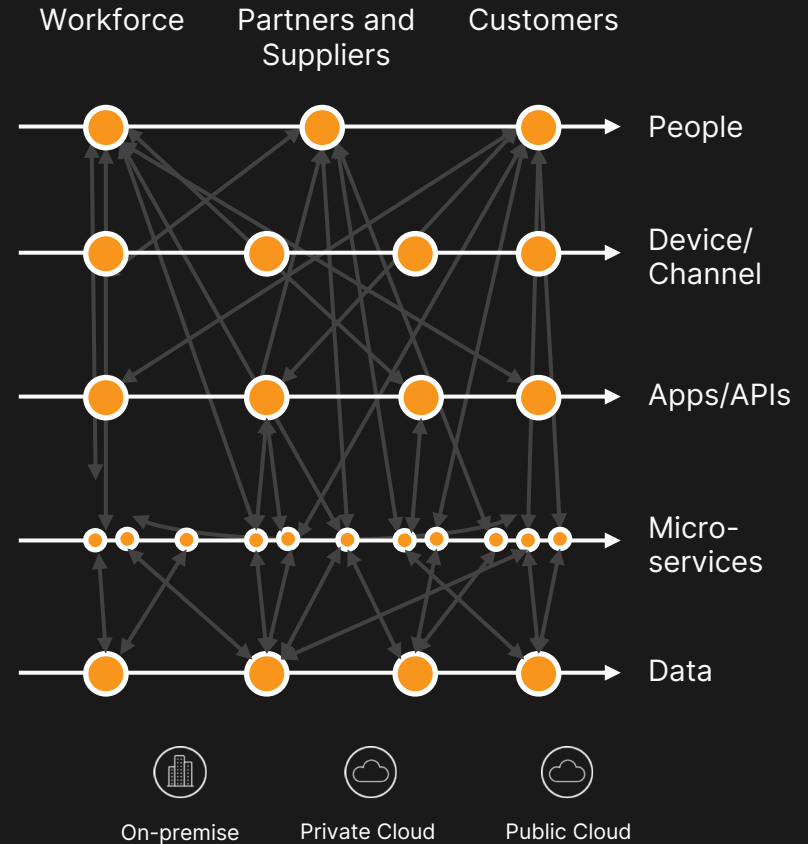 Workforce
Partners and
Suppliers
Customers
People
Device/
Channel
Apps/APIs
Micro-
services
Data
On-premise
Private Cloud
Public Cloud